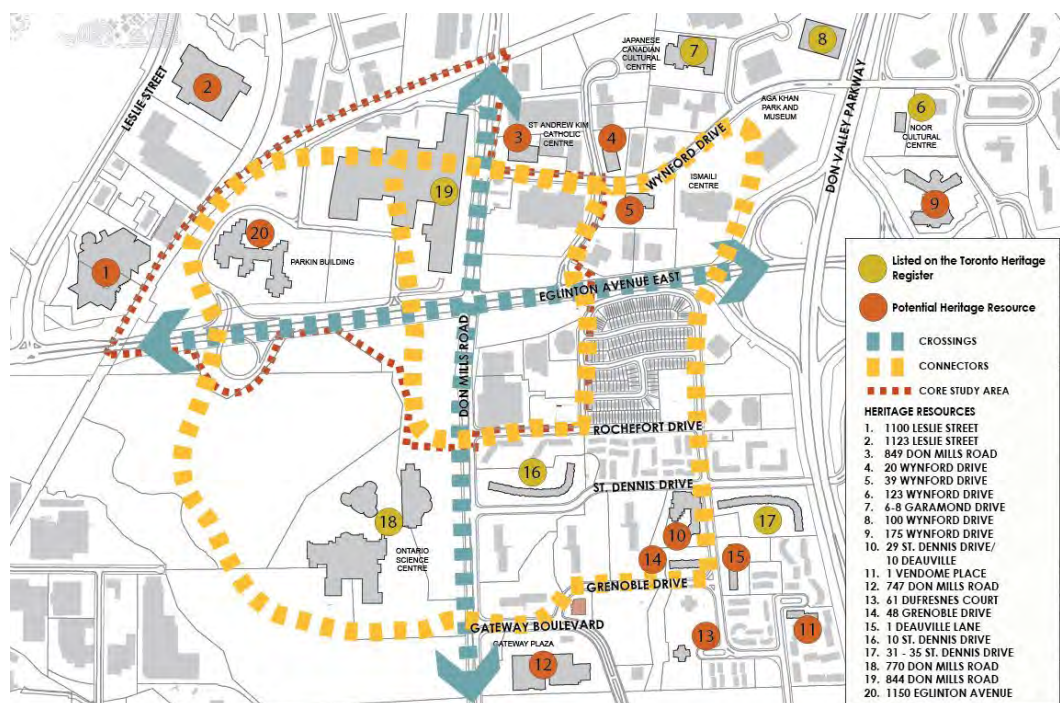 JAPANESE
CANADIAN
CULTURAL
CENTRE
7
8
2
LESLIE STREET
AGA KHAN
PARK AND
MUSEUM
6
NOOR
CULTURAL
CENTRE
3
ST ANDREW KIM
CATHOLIC
CENTRE
4
WYNFORD DRIVE
DON VALLEY PARKWAY
ISMAILI
CENTRE
19
5
9
20
PARKIN BUILDING
1
EGLINTON AVENUE EAST
DON MILLS ROAD
ROCHEFORT DRIVE
16
ST. DENNIS DRIVE
18
ONTARIO
SCIENCE
CENTRE
10
17
14
15
GRENOBLE DRIVE
GATEWAY BOULEVARD
GATEWAY PLAZA
12
13
11
Listed on the Toronto Heritage
Register
Potential Heritage Resource
CROSSINGS
CONNECTORS
CORE STUDY AREA
HERITAGE RESOURCES
1. 1100 LESLIE STREET
2. 1123 LESLIE STREET
3. 849 DON MILLS ROAD
4. 20 WYNFORD DRIVE
5. 39 WYNFORD DRIVE
6. 123 WYNFORD DRIVE
7. 6-8 GARAMOND DRIVE
8. 100 WYNFORD DRIVE
9. 175 WYNFORD DRIVE
10. 29 ST. DENNIS DRIVE/
10 DEAUVILLE
11. 1 VENDOME PLACE
12. 747 DON MILLS ROAD
13. 61 DUFRESNES COURT
14. 48 GRENOBLE DRIVE
15. 1 DEAUVILLE LANE
16. 10 ST. DENNIS DRIVE
17. 31 - 35 ST. DENNIS DRIVE
18. 770 DON MILLS ROAD
19. 844 DON MILLS ROAD
20. 1150 EGLINTON AVENUE